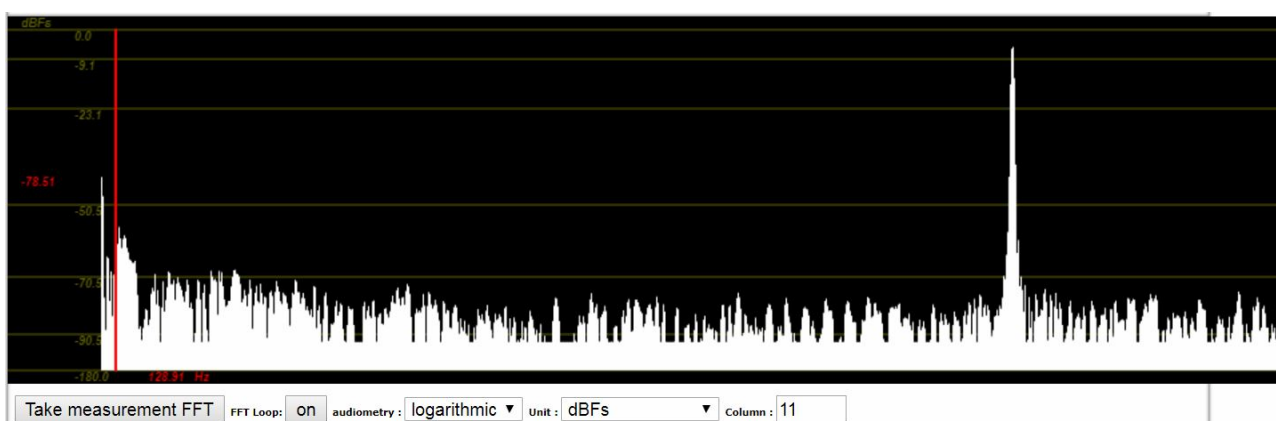 dBFs
0.0
-9.1
-23.1
-78.51
-50.5
-70.5
-90.5
-180.0 128.91 Hz
Take measurement FFT FFT Loop: on audiometry : logarithmic ▼ Unit : dBFs ▼ Column : 11